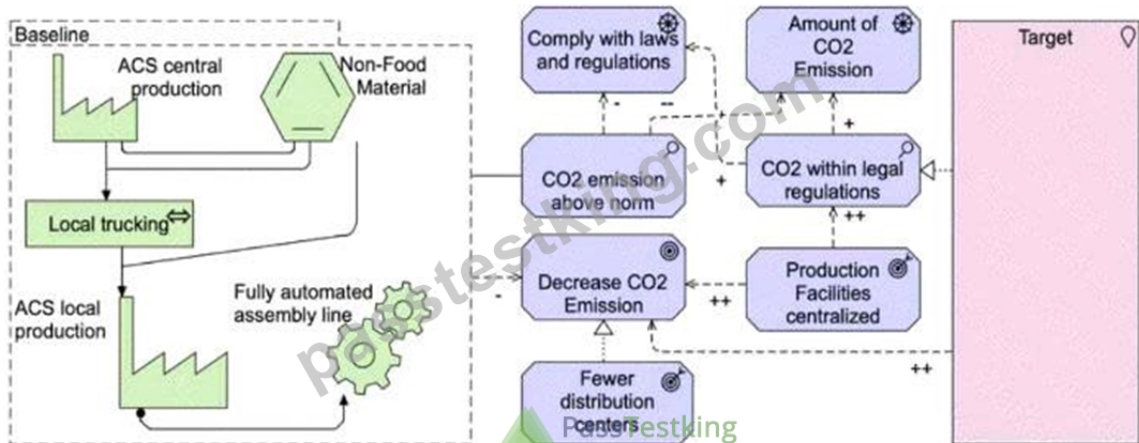 Baseline
ACS central
production
Non-Food
Material
Local trucking
ACS local
production
Fully automated
assembly line
Comply with laws
and regulations
Amount of
CO2
Emission
-
--
+
+
CO2 emission
above norm
CO2 within legal
regulations
++
Decrease CO2
Emission
-
++
Production
Facilities
centralized
++
Fewer
distribution
centers
Target
passtestking.com
PassTestking